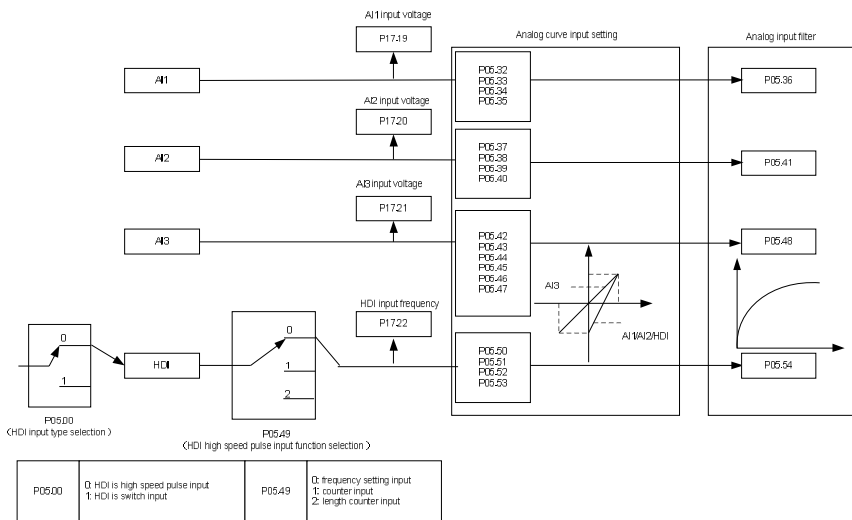 AI1 input voltage
P17.19
Analog curve input setting
Analog input filter
AI1
P05.32
P05.33
P05.34
P05.35
P05.36
AI2 input voltage
P17.20
AI2
P05.37
P05.38
P05.39
P05.40
P05.41
AI3 input voltage
P17.21
AI3
P05.42
P05.43
P05.44
P05.45
P05.46
P05.47
P05.48
AI3
AI1/AI2/HDI
HDI input frequency
P17.22
0
1
HDI
0
1
2
P05.50
P05.51
P05.52
P05.53
P05.54
P05.00
(HDI input type selection)
P05.49
(HDI high speed pulse input function selection)
P05.00
0: HDI is high speed pulse input
1: HDI is switch input
P05.49
0: frequency setting input
1: counter input
2: length counter input